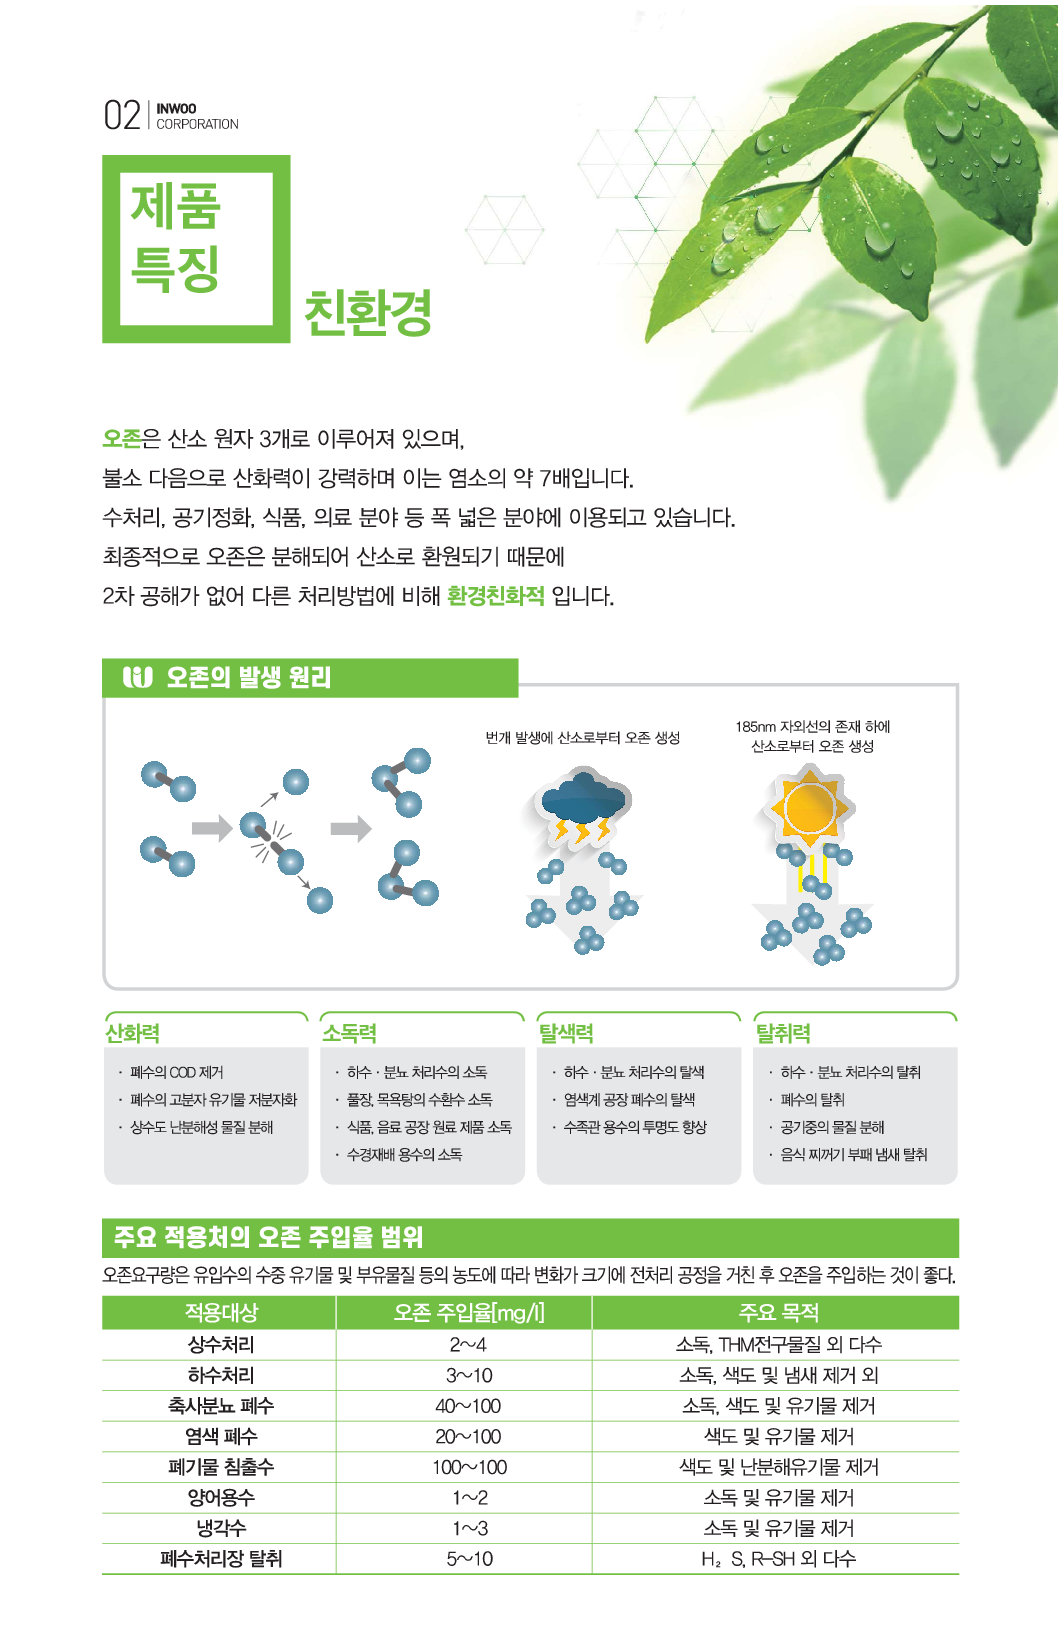 02 INWOO
CORPORATION
제품
특징
친환경
오존은 산소 원자 3개로 이루어져 있으며,
불소 다음으로 산화력이 강력하며 이는 염소의 약 7배입니다.
수처리, 공기정화, 식품, 의료 분야 등 폭 넓은 분야에 이용되고 있습니다.
최종적으로 오존은 분해되어 산소로 환원되기 때문에
2차 공해가 없어 다른 처리방법에 비해 환경친화적 입니다.
오존의 발생 원리
번개 발생에 산소로부터 오존 생성
185nm 자외선의 존재 하에
산소로부터 오존 생성
산화력
· 폐수의 COD 제거
· 폐수의 고분자 유기물 저분자화
· 상수도 난분해성 물질 분해
소독력
· 하수 · 분뇨 처리수의 소독
· 풀장, 목욕탕의 수환수 소독
· 식품, 음료 공장 원료 제품 소독
· 수경재배 용수의 소독
탈색력
· 하수 · 분뇨 처리수의 탈색
· 염색계 공장 폐수의 탈색
· 수족관 용수의 투명도 향상
탈취력
· 하수 · 분뇨 처리수의 탈취
· 폐수의 탈취
· 공기중의 물질 분해
· 음식 찌꺼기 부패 냄새 탈취
주요 적용처의 오존 주입율 범위
오존요구량은 유입수의 수중 유기물 및 부유물질 등의 농도에 따라 변화가 크기에 전처리 공정을 거친 후 오존을 주입하는 것이 좋다.
적용대상 오존 주입율[mg/l] 주요 목적
상수처리 2~4 소독, THM전구물질 외 다수
하수처리 3~10 소독, 색도 및 냄새 제거 외
축사분뇨 폐수 40~100 소독, 색도 및 유기물 제거
염색 폐수 20~100 색도 및 유기물 제거
폐기물 침출수 100~100 색도 및 난분해유기물 제거
양어용수 1~2 소독 및 유기물 제거
냉각수 1~3 소독 및 유기물 제거
폐수처리장 탈취 5~10 H₂ S, R-SH 외 다수